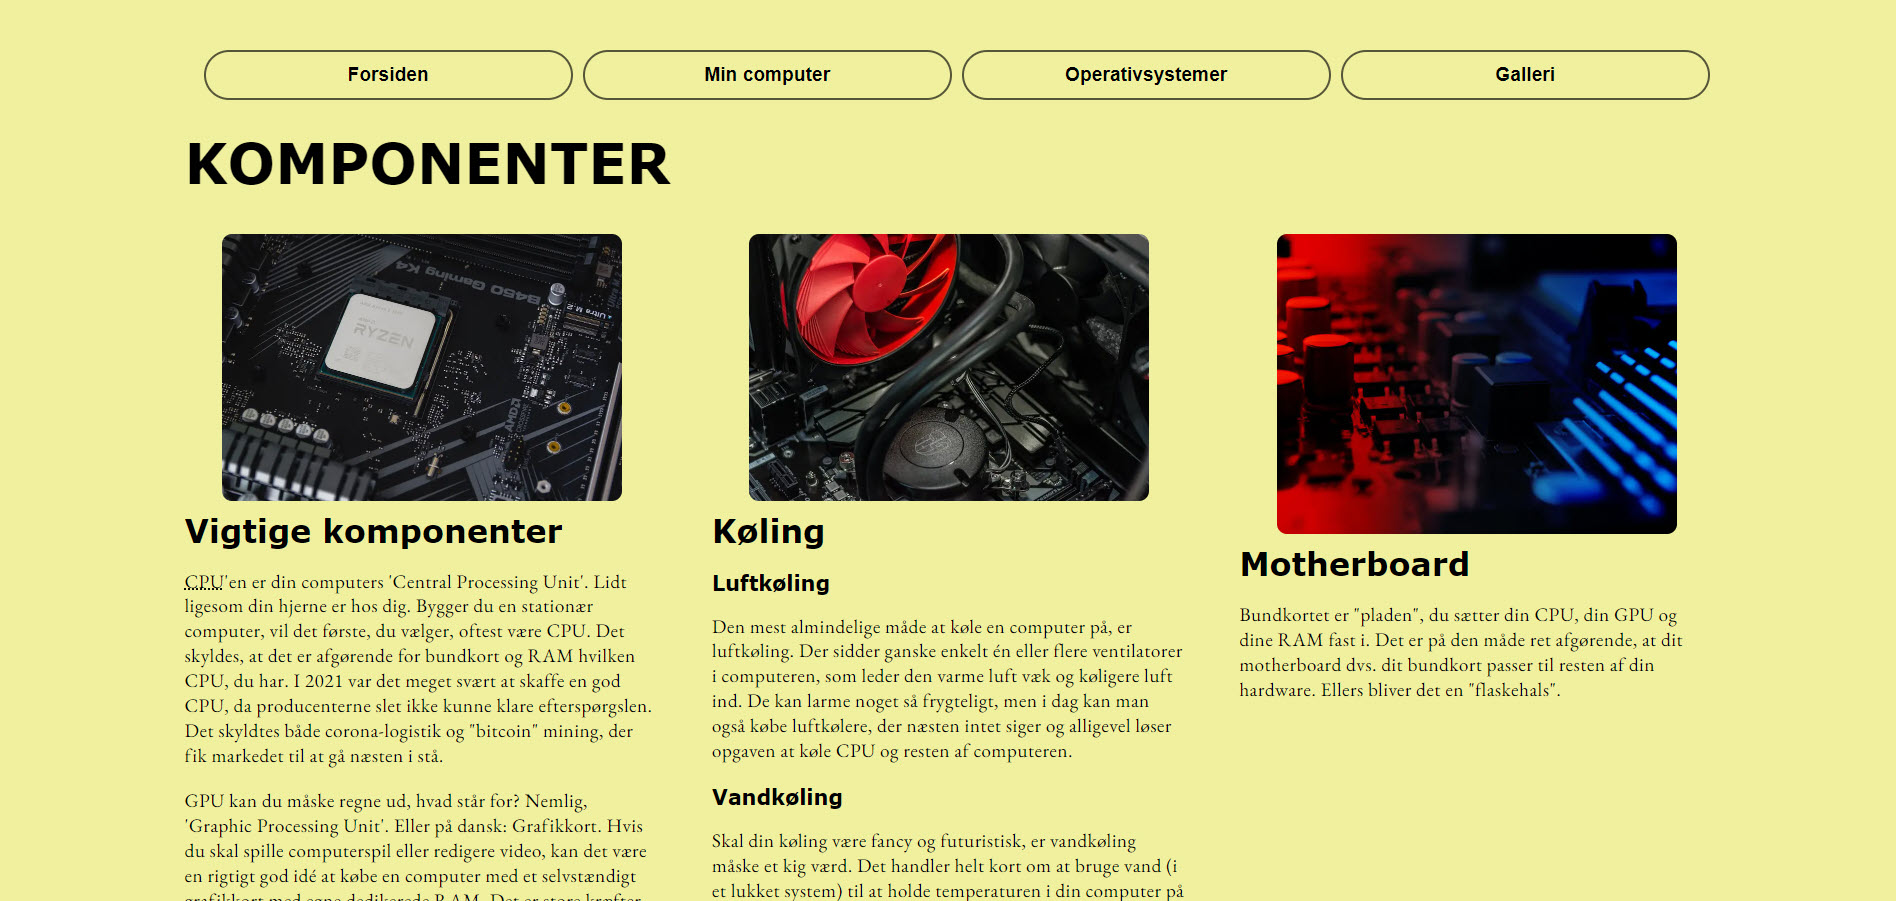 Forsiden
Min computer
Operativsystemer
Galleri
KOMPONENTER
B450 Gaming K4
Ultra M.2
RYZEN
AMD
Vigtige komponenter
CPU'en er din computers 'Central Processing Unit'. Lidt
ligesom din hjerne er hos dig. Bygger du en stationær
computer, vil det første, du vælger, oftest være CPU. Det
skyldes, at det er afgørende for bundkort og RAM hvilken
CPU, du har. I 2021 var det meget svært at skaffe en god
CPU, da producenterne slet ikke kunne klare efterspørgslen.
Det skyldtes både corona-logistik og "bitcoin" mining, der
fik markedet til at gå næsten i stå.
GPU kan du måske regne ud, hvad står for? Nemlig,
'Graphic Processing Unit'. Eller på dansk: Grafikkort. Hvis
du skal spille computerspil eller redigere video, kan det være
en rigtigt god idé at købe en computer med et selvstændigt
grafikkort med egne dedikerede RAM. Det er store kræfter
Køling
Luftkøling
Den mest almindelige måde at køle en computer på, er
luftkøling. Der sidder ganske enkelt én eller flere ventilatorer
i computeren, som leder den varme luft væk og køligere luft
ind. De kan larme noget så frygteligt, men i dag kan man
også købe luftkølere, der næsten intet siger og alligevel løser
opgaven at køle CPU og resten af computeren.
Vandkøling
Skal din køling være fancy og futuristisk, er vandkøling
måske et kig værd. Det handler helt kort om at bruge vand (i
et lukket system) til at holde temperaturen i din computer på
Motherboard
Bundkortet er "pladen", du sætter din CPU, din GPU og
dine RAM fast i. Det er på den måde ret afgørende, at dit
motherboard dvs. dit bundkort passer til resten af din
hardware. Ellers bliver det en "flaskehals".